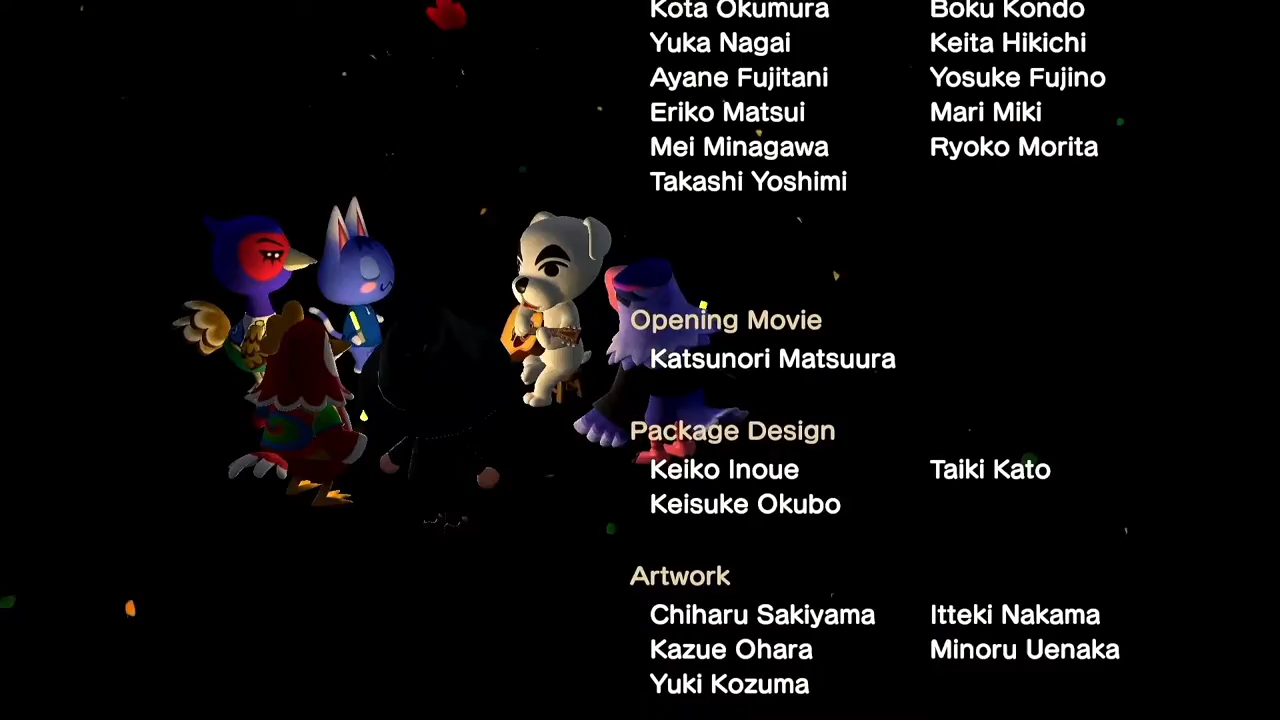 Kota Okumura Boku Kondo
Yuka Nagai Keita Hikichi
Ayane Fujitani Yosuke Fujino
Eriko Matsui Mari Miki
Mei Minagawa Ryoko Morita
Takashi Yoshimi
Opening Movie
Katsunori Matsuura
Package Design
Keiko Inoue Taiki Kato
Keisuke Okubo
Artwork
Chiharu Sakiyama Itteki Nakama
Kazue Ohara Minoru Uenaka
Yuki Kozuma